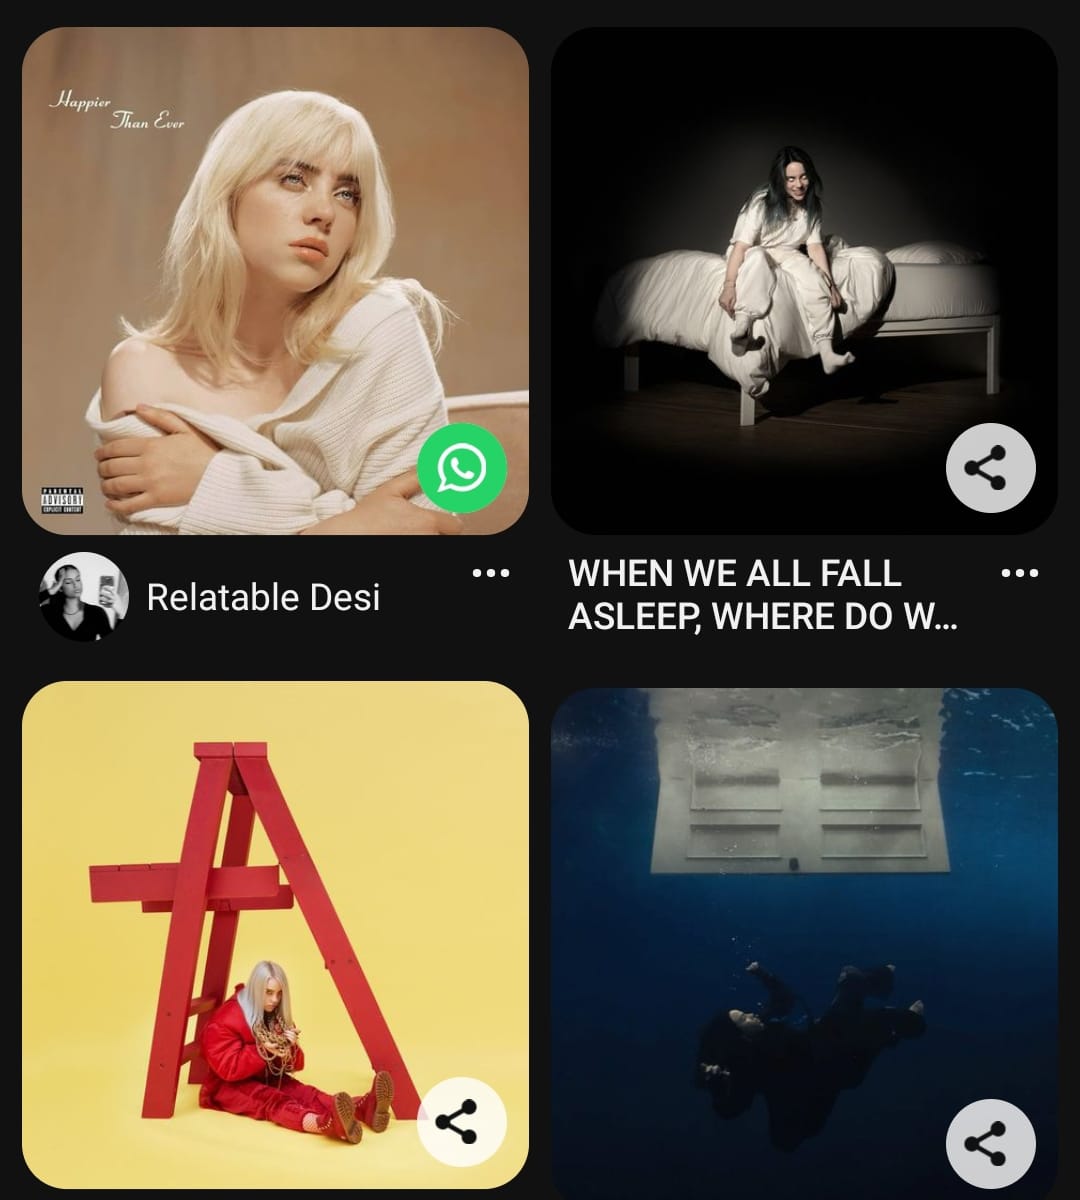 Happier
Than Ever
PARENTAL
ADVISORY
EXPLICIT CONTENT
Relatable Desi
WHEN WE ALL FALL
ASLEEP, WHERE DO W...